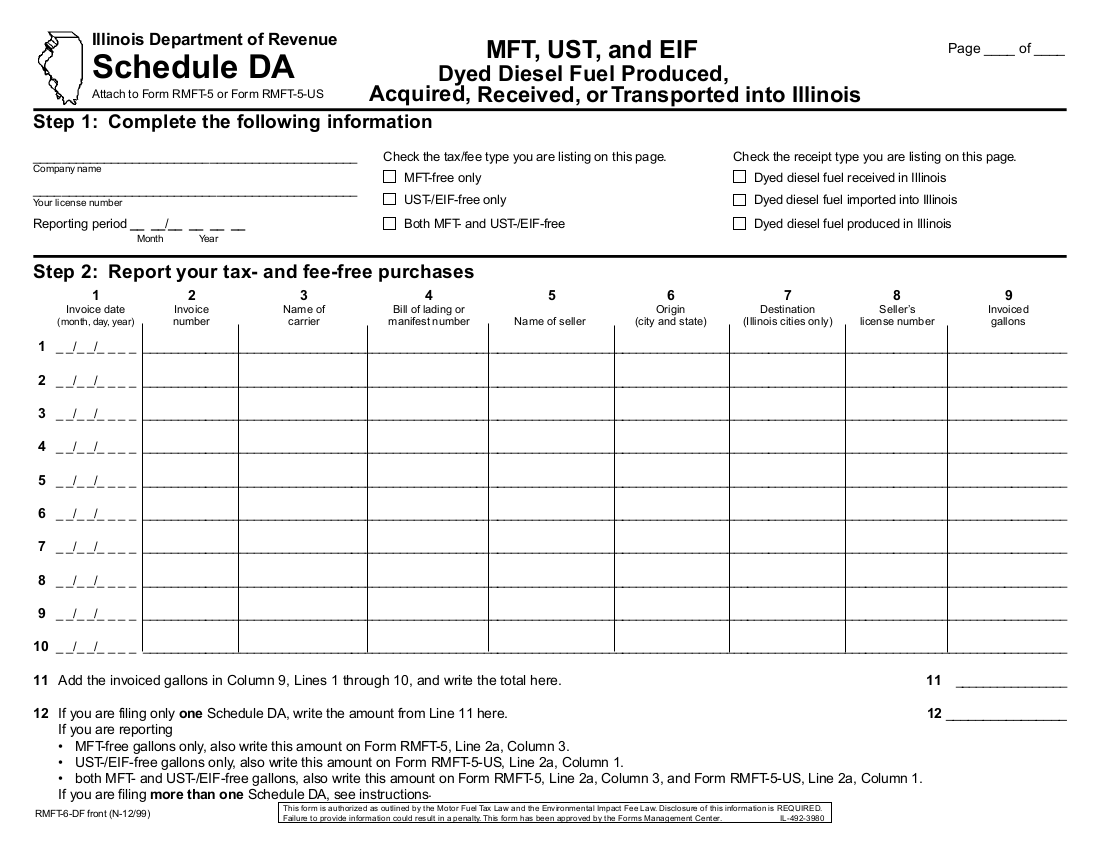 Illinois Department of Revenue
Schedule DA
Attach to Form RMFT-5 or Form RMFT-5-US
MFT, UST, and EIF
Dyed Diesel Fuel Produced,
Acquired, Received, or Transported into Illinois
Page ____ of ____
Step 1: Complete the following information
Company name
Your license number
Reporting period __ __/__ __ __ __
Month Year
Check the tax/fee type you are listing on this page.
MFT-free only
UST-/EIF-free only
Both MFT- and UST-/EIF-free
Check the receipt type you are listing on this page.
Dyed diesel fuel received in Illinois
Dyed diesel fuel imported into Illinois
Dyed diesel fuel produced in Illinois
Step 2: Report your tax- and fee-free purchases
1 2 3 4 5 6 7 8 9
Invoice date Invoice Name of Bill of lading or Origin Destination Seller's Invoiced
(month, day, year) number carrier manifest number Name of seller (city and state) (Illinois cities only) license number gallons
1 _ _/_ _/_ _ _ _
2 _ _/_ _/_ _ _ _
3 _ _/_ _/_ _ _ _
4 _ _/_ _/_ _ _ _
5 _ _/_ _/_ _ _ _
6 _ _/_ _/_ _ _ _
7 _ _/_ _/_ _ _ _
8 _ _/_ _/_ _ _ _
9 _ _/_ _/_ _ _ _
10 _ _/_ _/_ _ _ _
11 Add the invoiced gallons in Column 9, Lines 1 through 10, and write the total here. 11 ______________
12 If you are filing only one Schedule DA, write the amount from Line 11 here. 12 ________________
If you are reporting
• MFT-free gallons only, also write this amount on Form RMFT-5, Line 2a, Column 3.
• UST-/EIF-free gallons only, also write this amount on Form RMFT-5-US, Line 2a, Column 1.
• both MFT- and UST-/EIF-free gallons, also write this amount on Form RMFT-5, Line 2a, Column 3, and Form RMFT-5-US, Line 2a, Column 1.
If you are filing more than one Schedule DA, see instructions.
RMFT-6-DF front (N-12/99)
This form is authorized as outlined by the Motor Fuel Tax Law and the Environmental Impact Fee Law. Disclosure of this information is REQUIRED.
Failure to provide information could result in a penalty. This form has been approved by the Forms Management Center. IL-492-3980